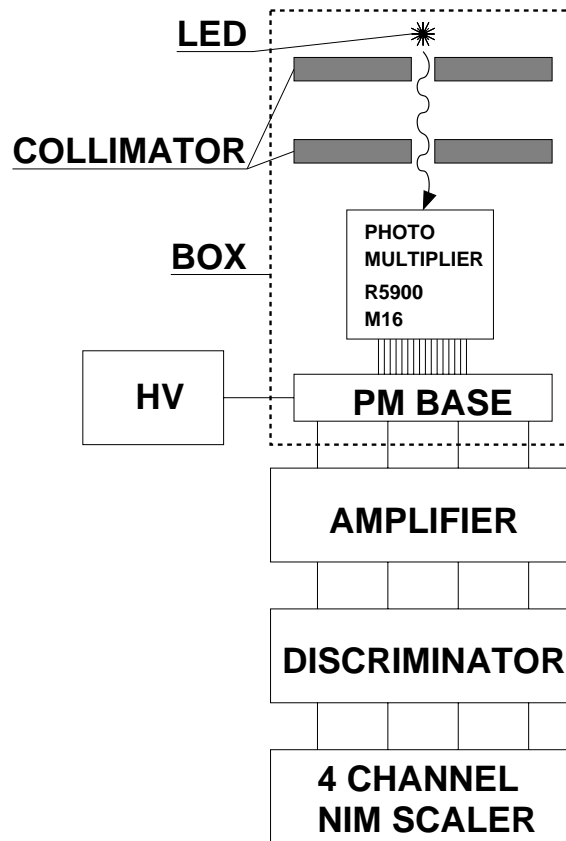 LED
COLLIMATOR
BOX
PHOTO
MULTIPLIER
R5900
M16
HV
PM BASE
AMPLIFIER
DISCRIMINATOR
4 CHANNEL
NIM SCALER